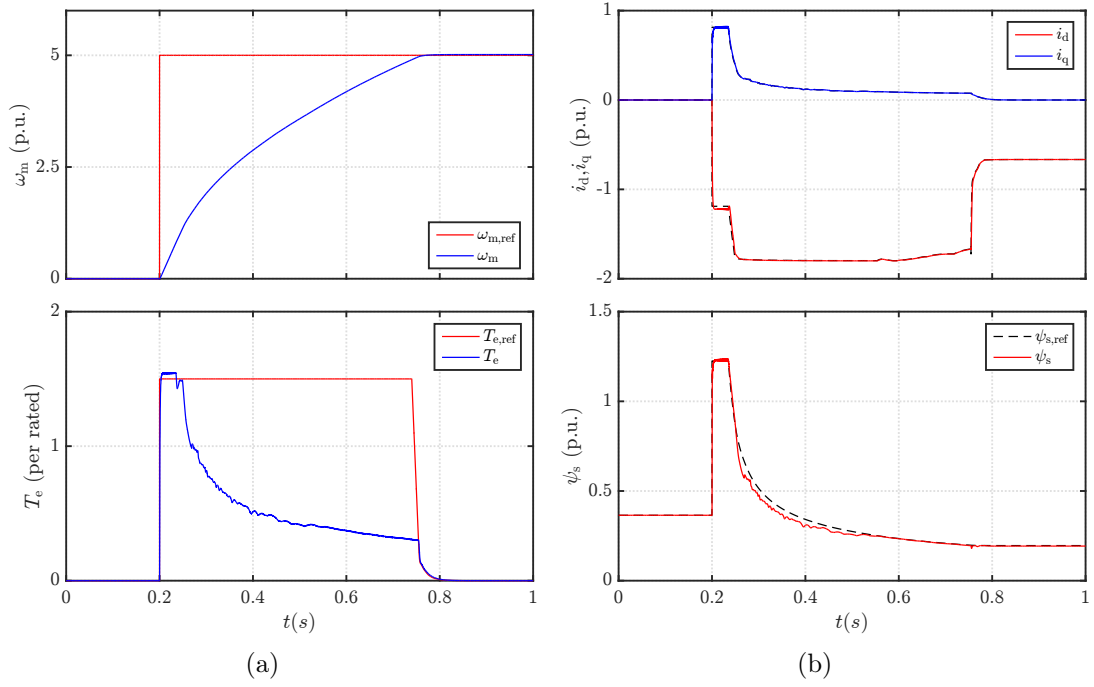 5
2.5
0
ω_m (p.u.)
ω_m,ref
ω_m
1
0
-1
-2
i_d,i_q (p.u.)
i_d
i_q
2
1
0
T_e (per rated)
T_e,ref
T_e
0 0.2 0.4 0.6 0.8 1
t(s)
(a)
1.5
1
0.5
0
ψ_s (p.u.)
ψ_s,ref
ψ_s
0 0.2 0.4 0.6 0.8 1
t(s)
(b)